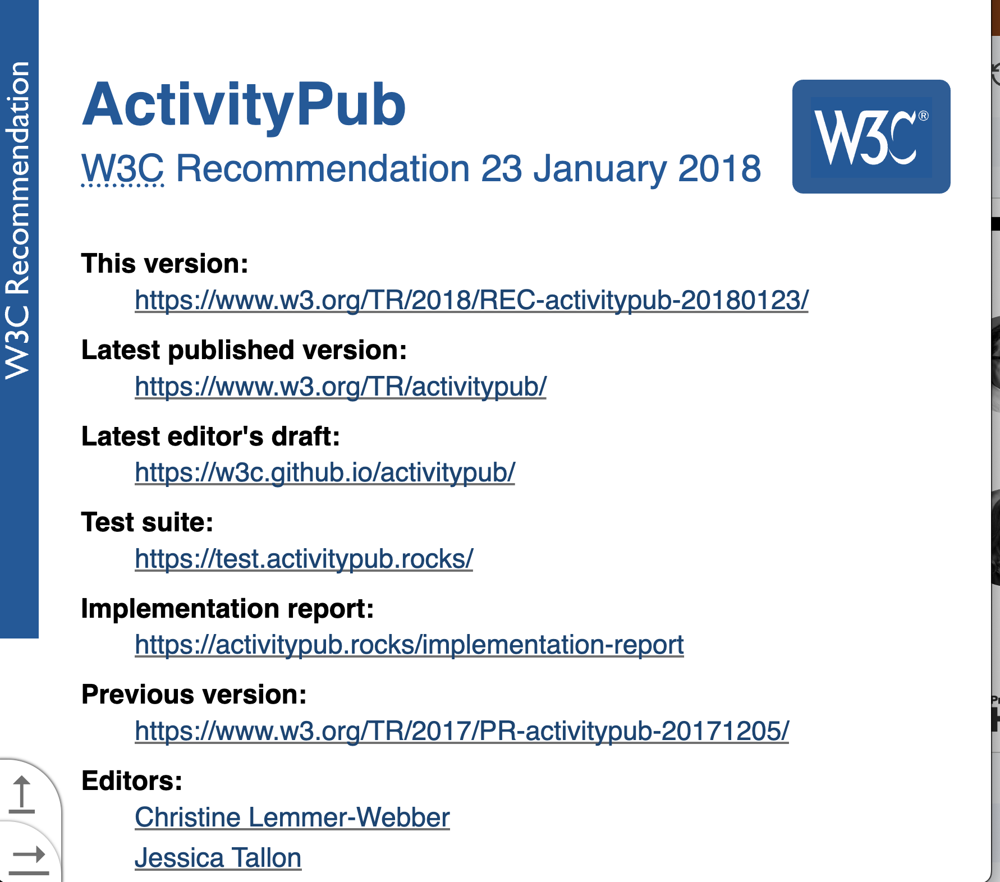 W3C Recommendation
ActivityPub
W3C®
W3C Recommendation 23 January 2018
This version:
https://www.w3.org/TR/2018/REC-activitypub-20180123/
Latest published version:
https://www.w3.org/TR/activitypub/
Latest editor's draft:
https://w3c.github.io/activitypub/
Test suite:
https://test.activitypub.rocks/
Implementation report:
https://activitypub.rocks/implementation-report
Previous version:
https://www.w3.org/TR/2017/PR-activitypub-20171205/
Editors:
Christine Lemmer-Webber
Jessica Tallon